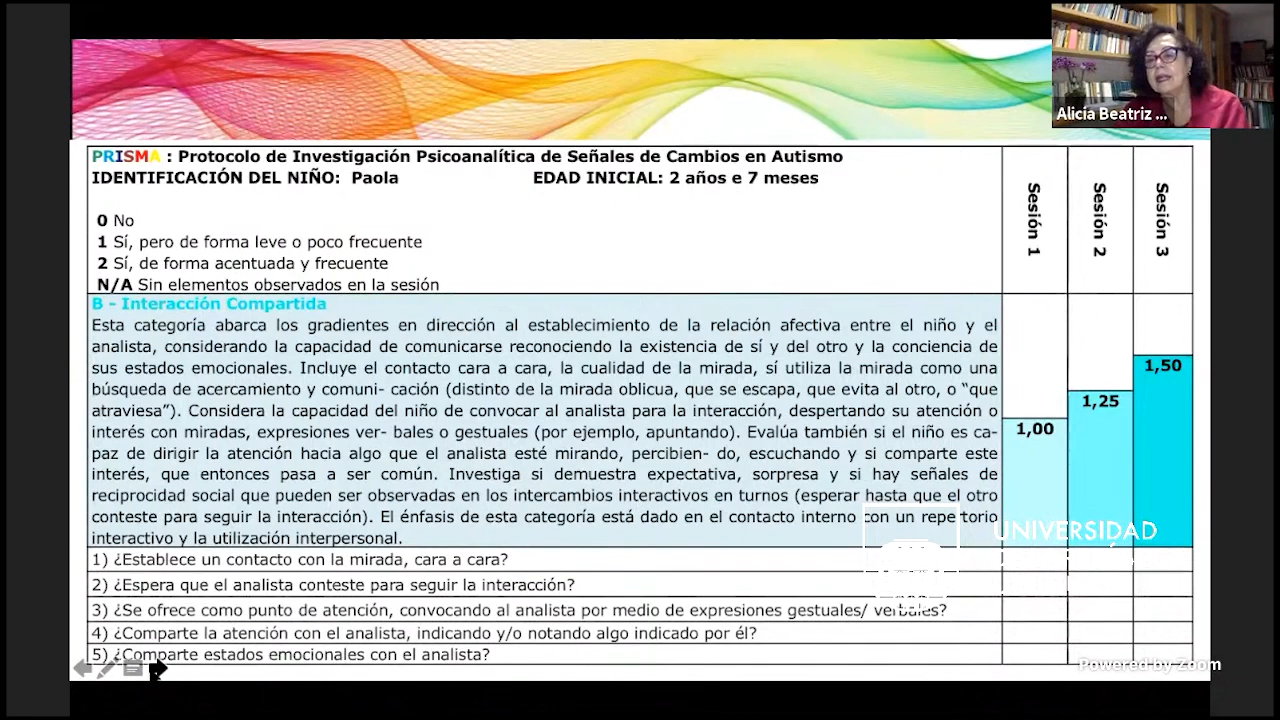 Alicia Beatriz ...
PRISMA : Protocolo de Investigación Psicoanalítica de Señales de Cambios en Autismo
IDENTIFICACIÓN DEL NIÑO: Paola EDAD INICIAL: 2 años e 7 meses
Sesión 1
Sesión 2
Sesión 3
0 No
1 Sí, pero de forma leve o poco frecuente
2 Sí, de forma acentuada y frecuente
N/A Sin elementos observados en la sesión
B - Interacción Compartida
Esta categoría abarca los gradientes en dirección al establecimiento de la relación afectiva entre el niño y el
analista, considerando la capacidad de comunicarse reconociendo la existencia de sí y del otro y la conciencia de
sus estados emocionales. Incluye el contacto cara a cara, la cualidad de la mirada, sí utiliza la mirada como una
búsqueda de acercamiento y comuni- cación (distinto de la mirada oblicua, que se escapa, que evita al otro, o “que
atraviesa”). Considera la capacidad del niño de convocar al analista para la interacción, despertando su atención o
interés con miradas, expresiones ver- bales o gestuales (por ejemplo, apuntando). Evalúa también si el niño es ca-
paz de dirigir la atención hacia algo que el analista esté mirando, percibien- do, escuchando y si comparte este
interés, que entonces pasa a ser común. Investiga si demuestra expectativa, sorpresa y si hay señales de
reciprocidad social que pueden ser observadas en los intercambios interactivos en turnos (esperar hasta que el otro
conteste para seguir la interacción). El énfasis de esta categoría está dado en el contacto interno con un repertorio
interactivo y la utilización interpersonal.
1,00
1,25
1,50
1) ¿Establece un contacto con la mirada, cara a cara?
2) ¿Espera que el analista conteste para seguir la interacción?
3) ¿Se ofrece como punto de atención, convocando al analista por medio de expresiones gestuales/ verbales?
4) ¿Comparte la atención con el analista, indicando y/o notando algo indicado por él?
5) ¿Comparte estados emocionales con el analista?
UNIVERSIDAD
Powered by Zoom